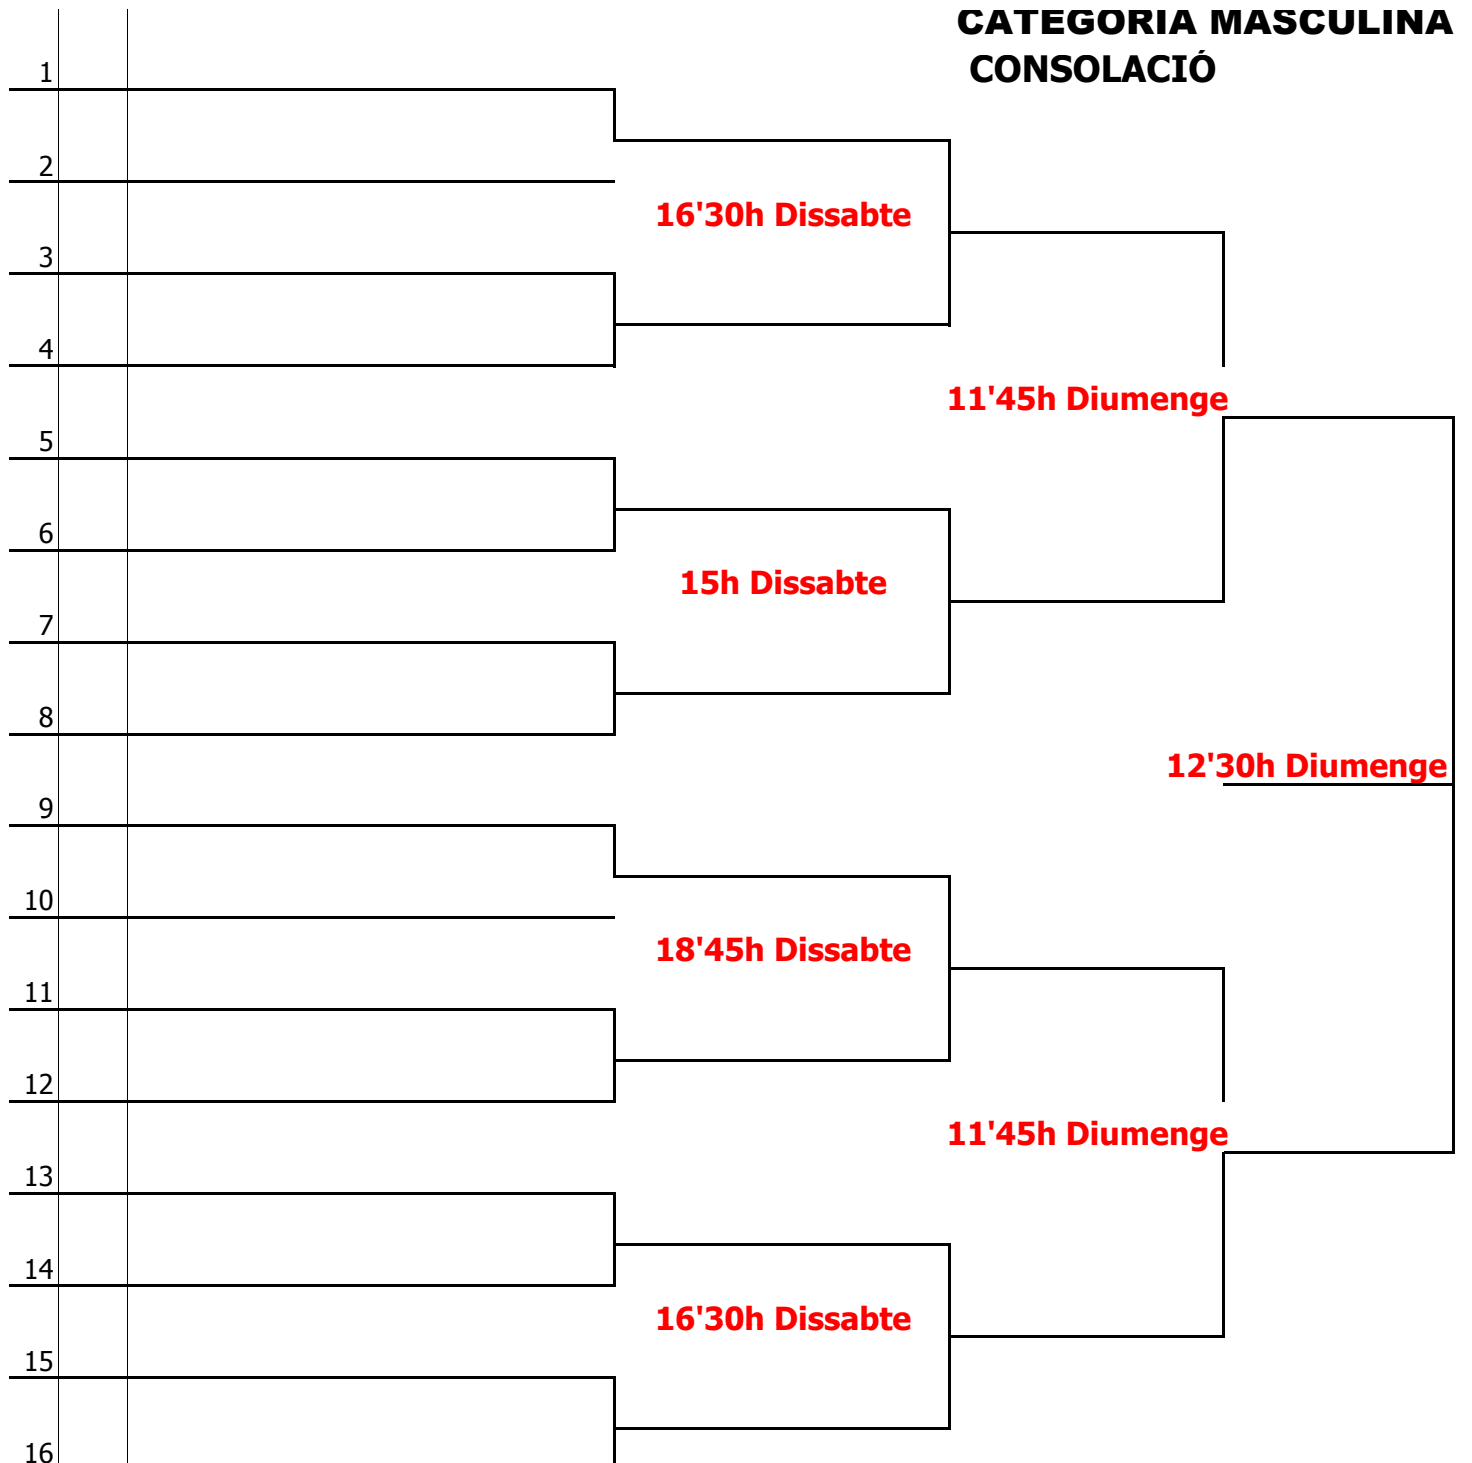 CATEGORIA MASCULINA
CONSOLACIÓ
1
2
16'30h Dissabte
3
4
11'45h Diumenge
5
6
15h Dissabte
7
8
12'30h Diumenge
9
10
18'45h Dissabte
11
12
11'45h Diumenge
13
14
16'30h Dissabte
15
16